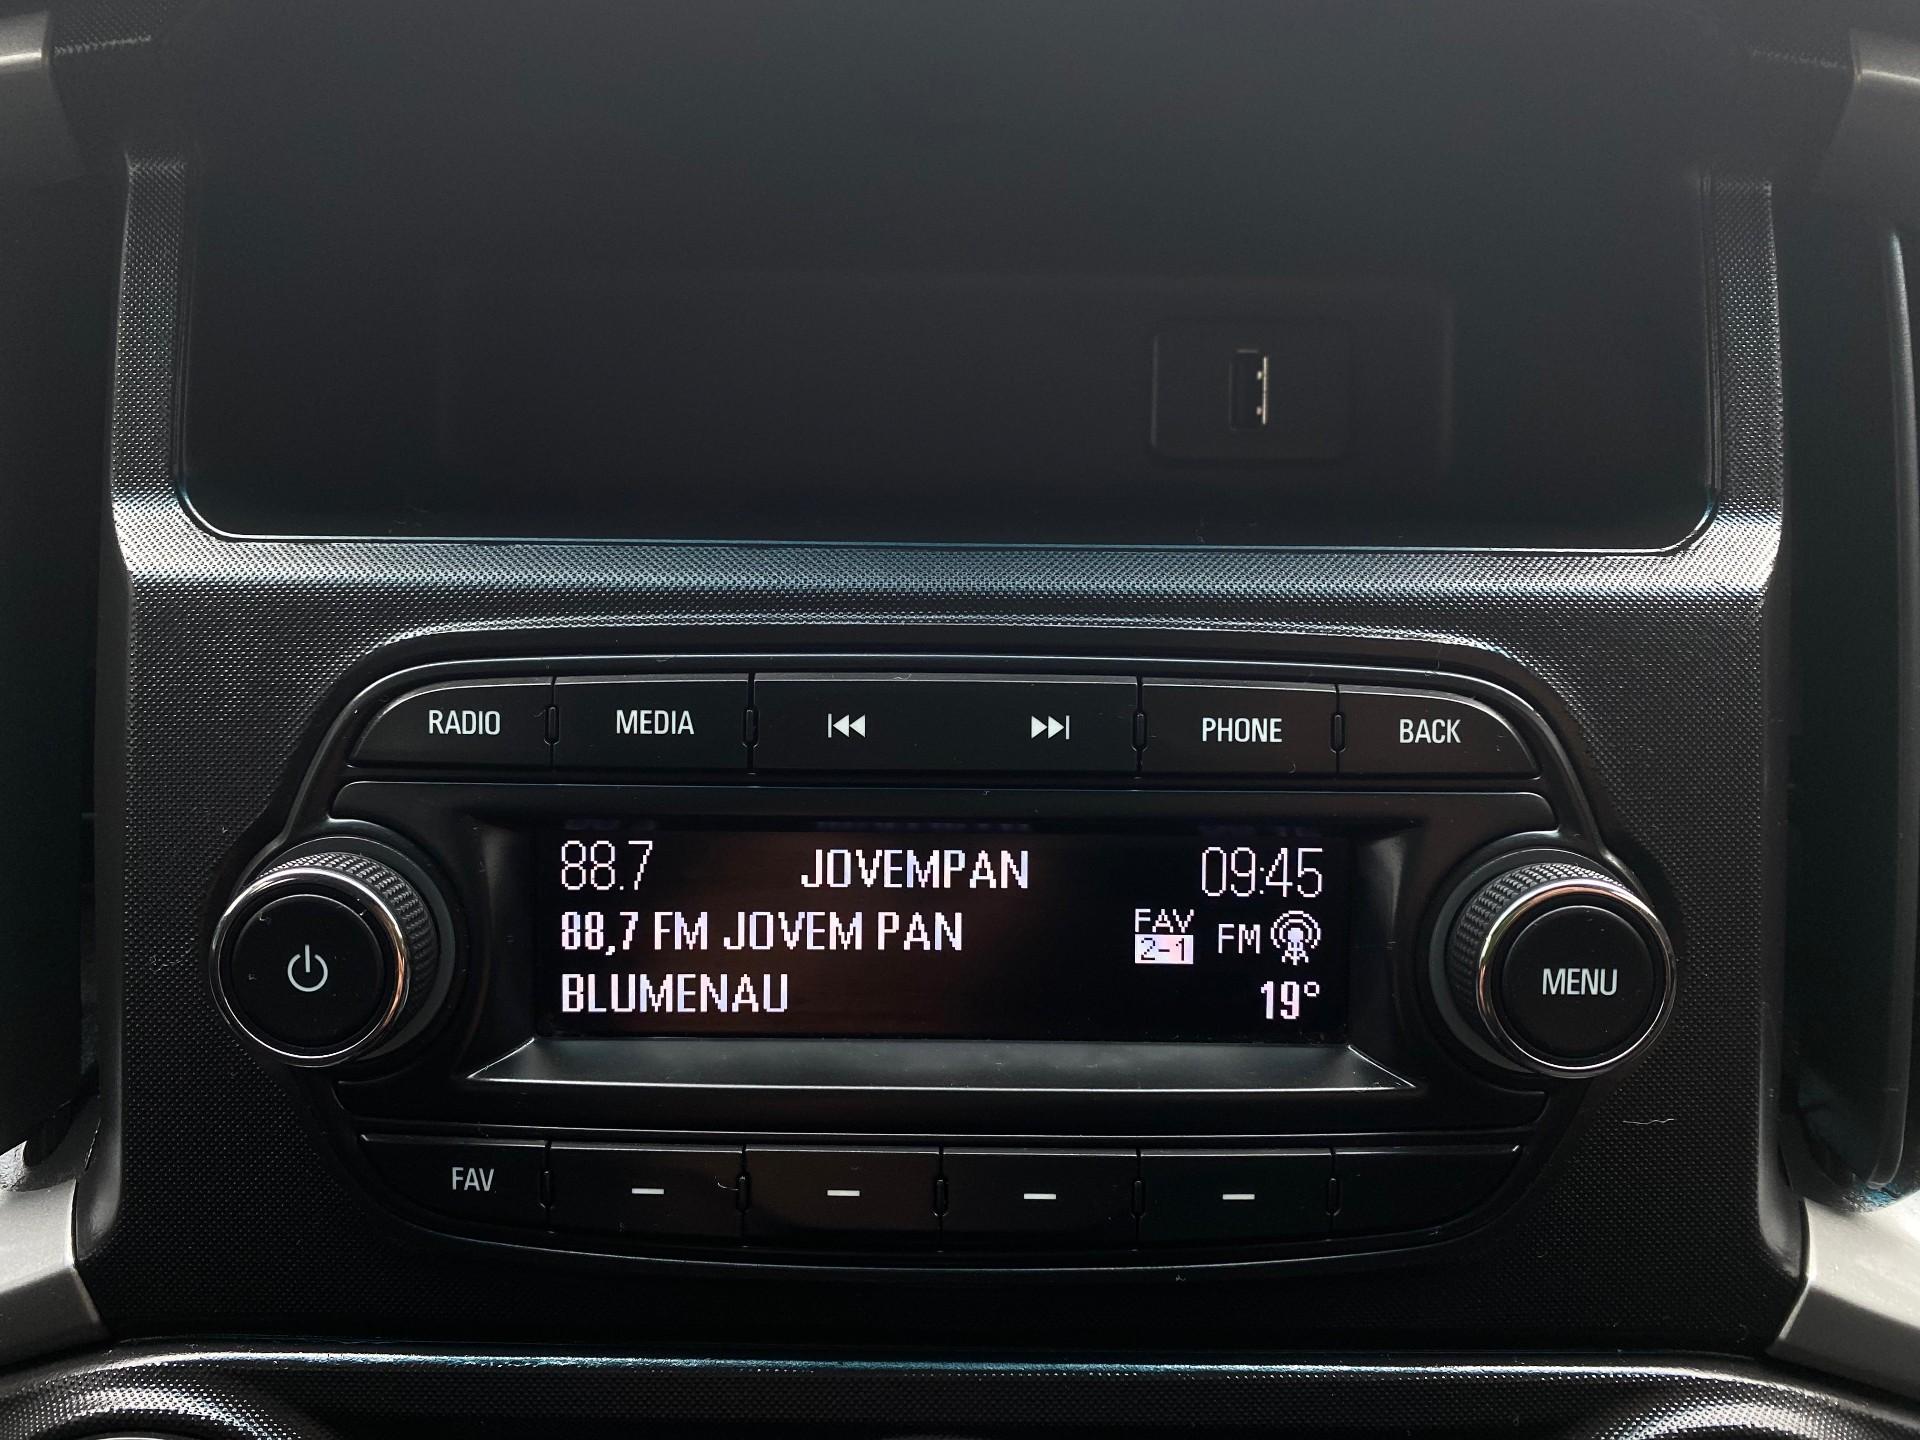 RADIO MEDIA PHONE BACK
88.7 JOVEMPAN 09:45
88,7 FM JOVEM PAN FAV 2-1 FM
BLUMENAU 19°
MENU
FAV